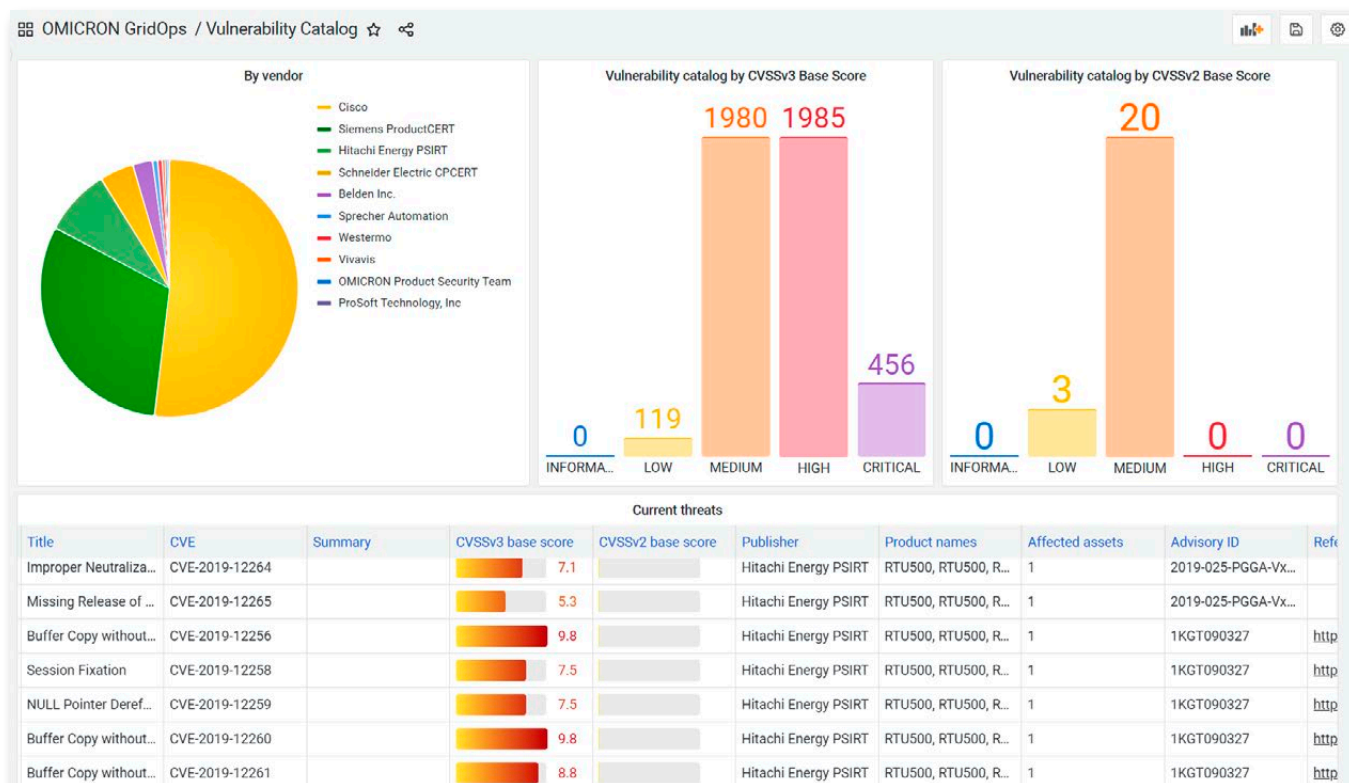 OMICRON GridOps / Vulnerability Catalog
By vendor
Cisco
Siemens ProductCERT
Hitachi Energy PSIRT
Schneider Electric CPCERT
Belden Inc.
Sprecher Automation
Westermo
Vivavis
OMICRON Product Security Team
ProSoft Technology, Inc
Vulnerability catalog by CVSSv3 Base Score
0 119 1980 1985 456
INFORMA... LOW MEDIUM HIGH CRITICAL
Vulnerability catalog by CVSSv2 Base Score
0 3 20 0 0
INFORMA... LOW MEDIUM HIGH CRITICAL
Current threats
Title CVE Summary CVSSv3 base score CVSSv2 base score Publisher Product names Affected assets Advisory ID Refe
Improper Neutraliza... CVE-2019-12264 7.1 Hitachi Energy PSIRT RTU500, RTU500, R... 1 2019-025-PGGA-Vx...
Missing Release of ... CVE-2019-12265 5.3 Hitachi Energy PSIRT RTU500, RTU500, R... 1 2019-025-PGGA-Vx...
Buffer Copy without... CVE-2019-12256 9.8 Hitachi Energy PSIRT RTU500, RTU500, R... 1 1KGT090327 http
Session Fixation CVE-2019-12258 7.5 Hitachi Energy PSIRT RTU500, RTU500, R... 1 1KGT090327 http
NULL Pointer Deref... CVE-2019-12259 7.5 Hitachi Energy PSIRT RTU500, RTU500, R... 1 1KGT090327 http
Buffer Copy without... CVE-2019-12260 9.8 Hitachi Energy PSIRT RTU500, RTU500, R... 1 1KGT090327 http
Buffer Copy without... CVE-2019-12261 8.8 Hitachi Energy PSIRT RTU500, RTU500, R... 1 1KGT090327 http